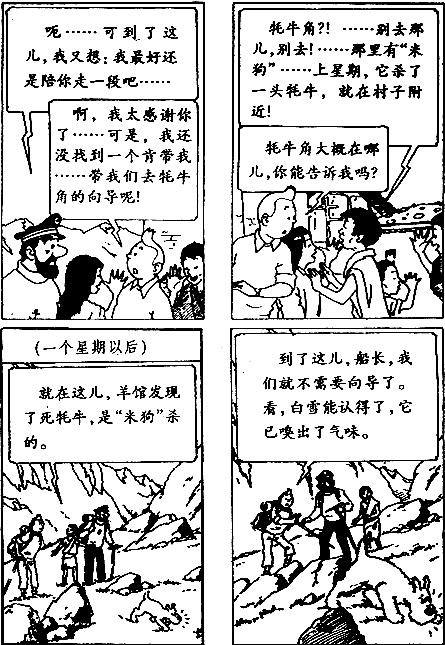 呃……可到了这
儿，我又想：我最好还
是陪你走一段吧……
啊，我太感谢你
了……可是，我还
没找到一个肯带我
……带我们去牦牛
角的向导呢！
牦牛角?！……别去那
儿，别去！……那里有“米
狗”……上星期，它杀了
一头牦牛，就在村子附
近！
牦牛角大概在哪
儿，你能告诉我吗？
(一个星期以后)
就在这儿，羊馆发现
了死牦牛，是“米狗”杀
的。
到了这儿，船长，我
们就不需要向导了。
看，白雪能认得了，它
已嗅出了气味。